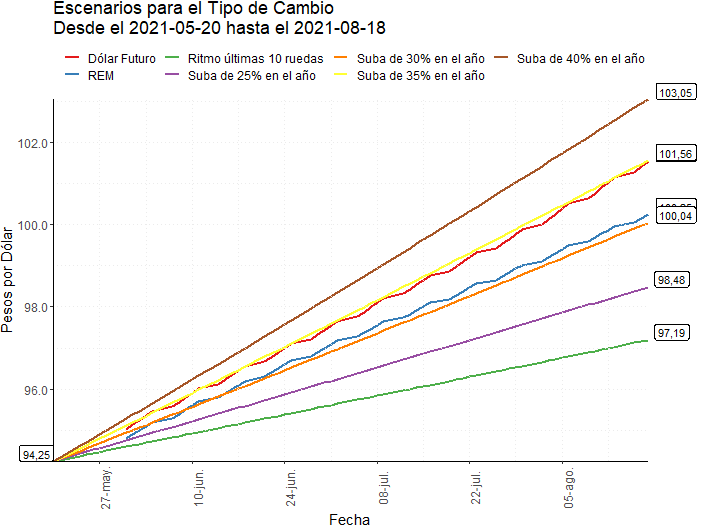 Escenarios para el Tipo de Cambio
Desde el 2021-05-20 hasta el 2021-08-18
Dólar Futuro
Ritmo últimas 10 ruedas
Suba de 30% en el año
Suba de 40% en el año
REM
Suba de 25% en el año
Suba de 35% en el año
103,05
102.0
101,56
100.0
100,04
98,48
98.0
97,19
96.0
94,25
Pesos por Dólar
27-may.
10-jun.
24-jun.
08-jul.
22-jul.
05-ago.
Fecha